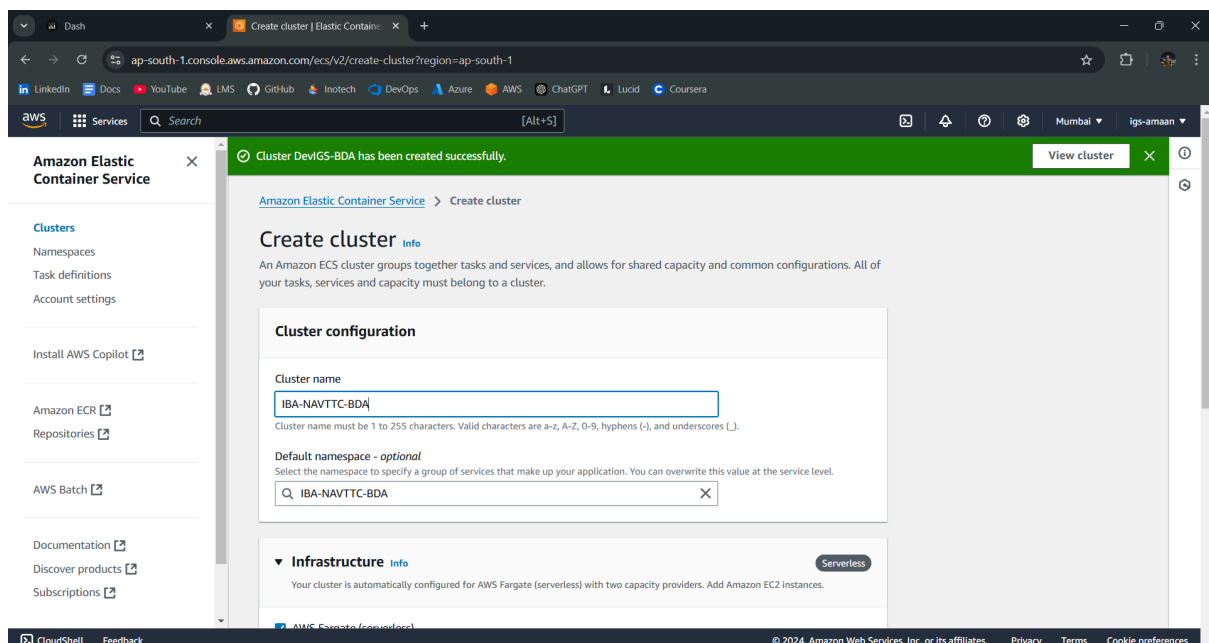 Dash
Create cluster | Elastic Containe
ap-south-1.console.aws.amazon.com/ecs/v2/create-cluster?region=ap-south-1
LinkedIn Docs YouTube LMS GitHub Inotech DevOps Azure AWS ChatGPT Lucid Coursera
aws Services Search [Alt+S] Mumbai igs-amaan
Amazon Elastic
Container Service
Clusters
Namespaces
Task definitions
Account settings
Install AWS Copilot
Amazon ECR
Repositories
AWS Batch
Documentation
Discover products
Subscriptions
Cluster DevIGS-BDA has been created successfully. View cluster
Amazon Elastic Container Service > Create cluster
Create cluster Info
An Amazon ECS cluster groups together tasks and services, and allows for shared capacity and common configurations. All of
your tasks, services and capacity must belong to a cluster.
Cluster configuration
Cluster name
IBA-NAVTTC-BDA
Cluster name must be 1 to 255 characters. Valid characters are a-z, A-Z, 0-9, hyphens (-), and underscores (_).
Default namespace - optional
Select the namespace to specify a group of services that make up your application. You can overwrite this value at the service level.
IBA-NAVTTC-BDA
Infrastructure Info Serverless
Your cluster is automatically configured for AWS Fargate (serverless) with two capacity providers. Add Amazon EC2 instances.
AWS Fargate (serverless)
CloudShell Feedback © 2024, Amazon Web Services, Inc. or its affiliates. Privacy Terms Cookie preferences